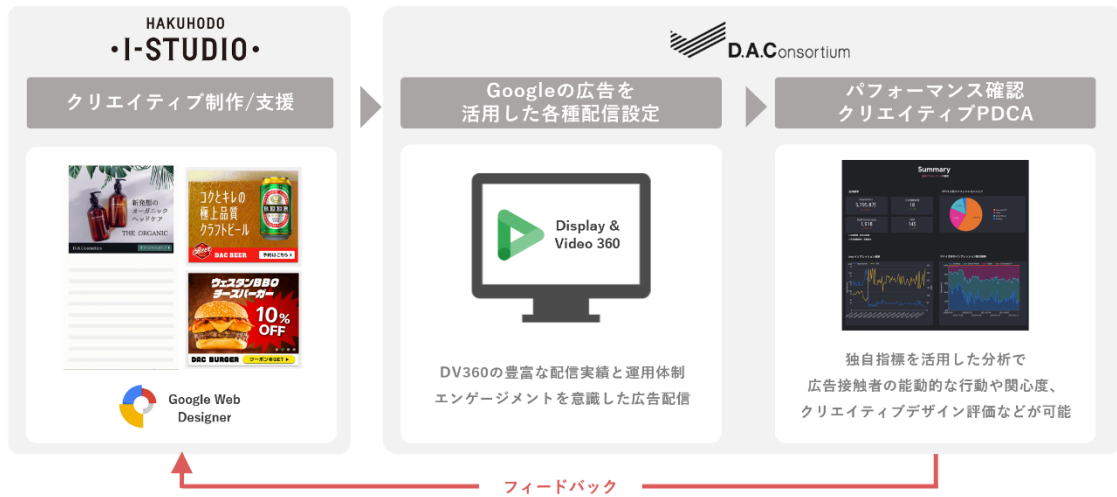 HAKUHODO
・I-STUDIO・
D.A.Consortium
クリエイティブ制作/支援
Googleの広告を
活用した各種配信設定
パフォーマンス確認
クリエイティブPDCA
新発想の
オーガニック
ヘッドケア
THE ORGANIC
D.A.Cosmetics
コクとキレの
極上品質
クラフトビール
BEER
Beer
DAC BEER
予約はこちら
ウェスタンBBQ
チーズバーガー
10%
OFF
DAC BURGER
クーポンをGET
Google Web
Designer
Display &
Video 360
DV360の豊富な配信実績と運用体制
エンゲージメントを意識した広告配信
Summary
独自指標を活用した分析で
広告接触者の能動的な行動や関心度、
クリエイティブデザイン評価などが可能
フィードバック